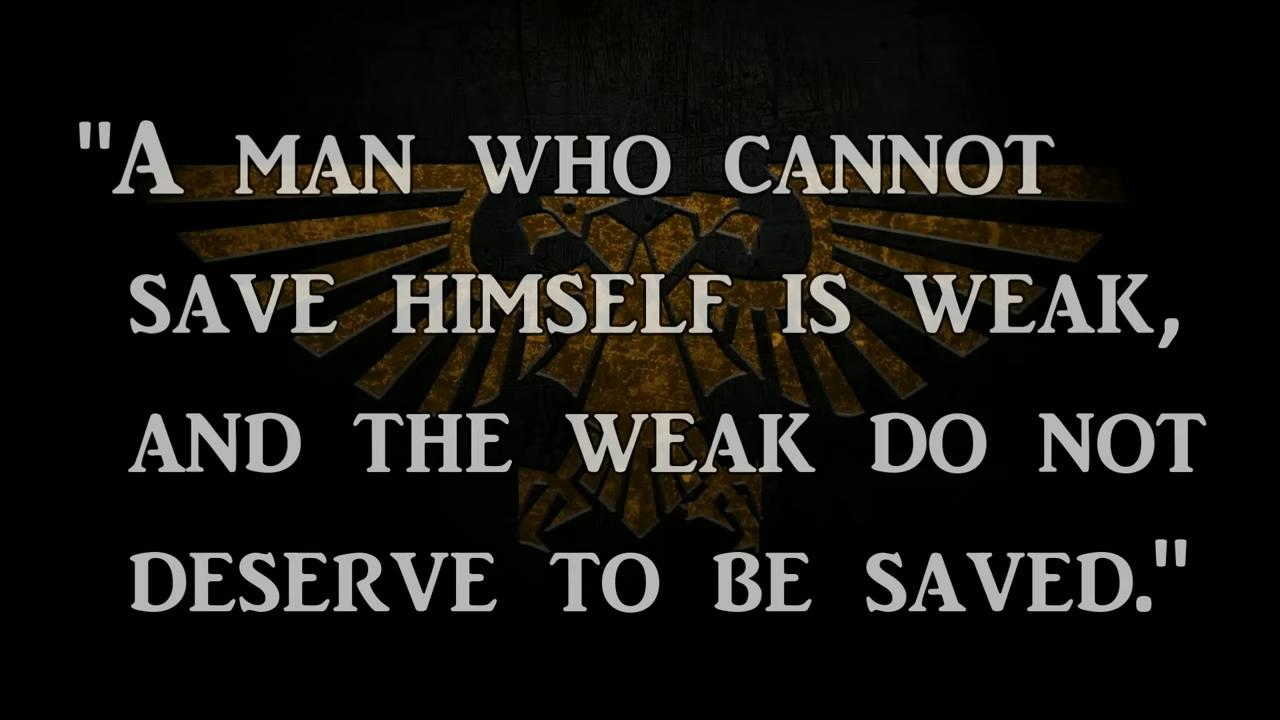 "A MAN WHO CANNOT
SAVE HIMSELF IS WEAK,
AND THE WEAK DO NOT
DESERVE TO BE SAVED."